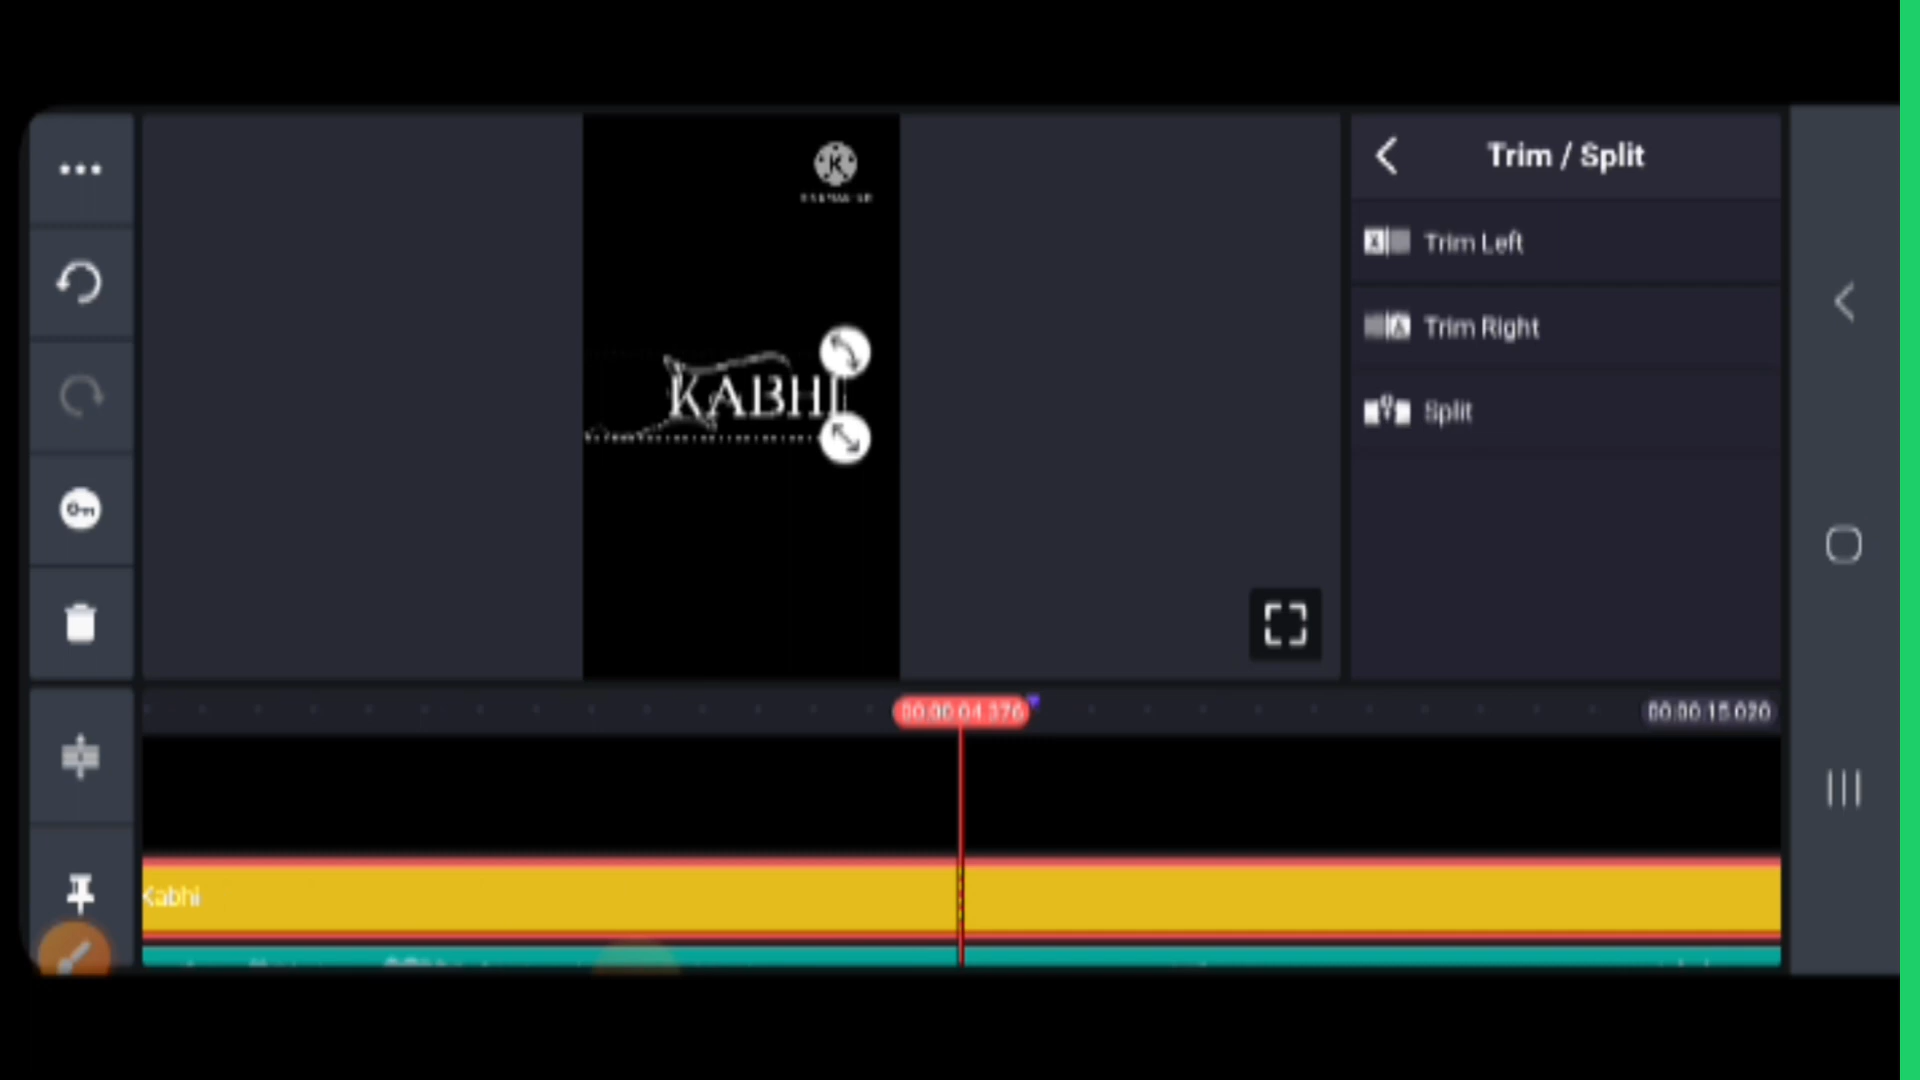 Trim / Split
Trim Left
Trim Right
Split
KABHI
00:00:04.376
00:00:15.020
Kabhi